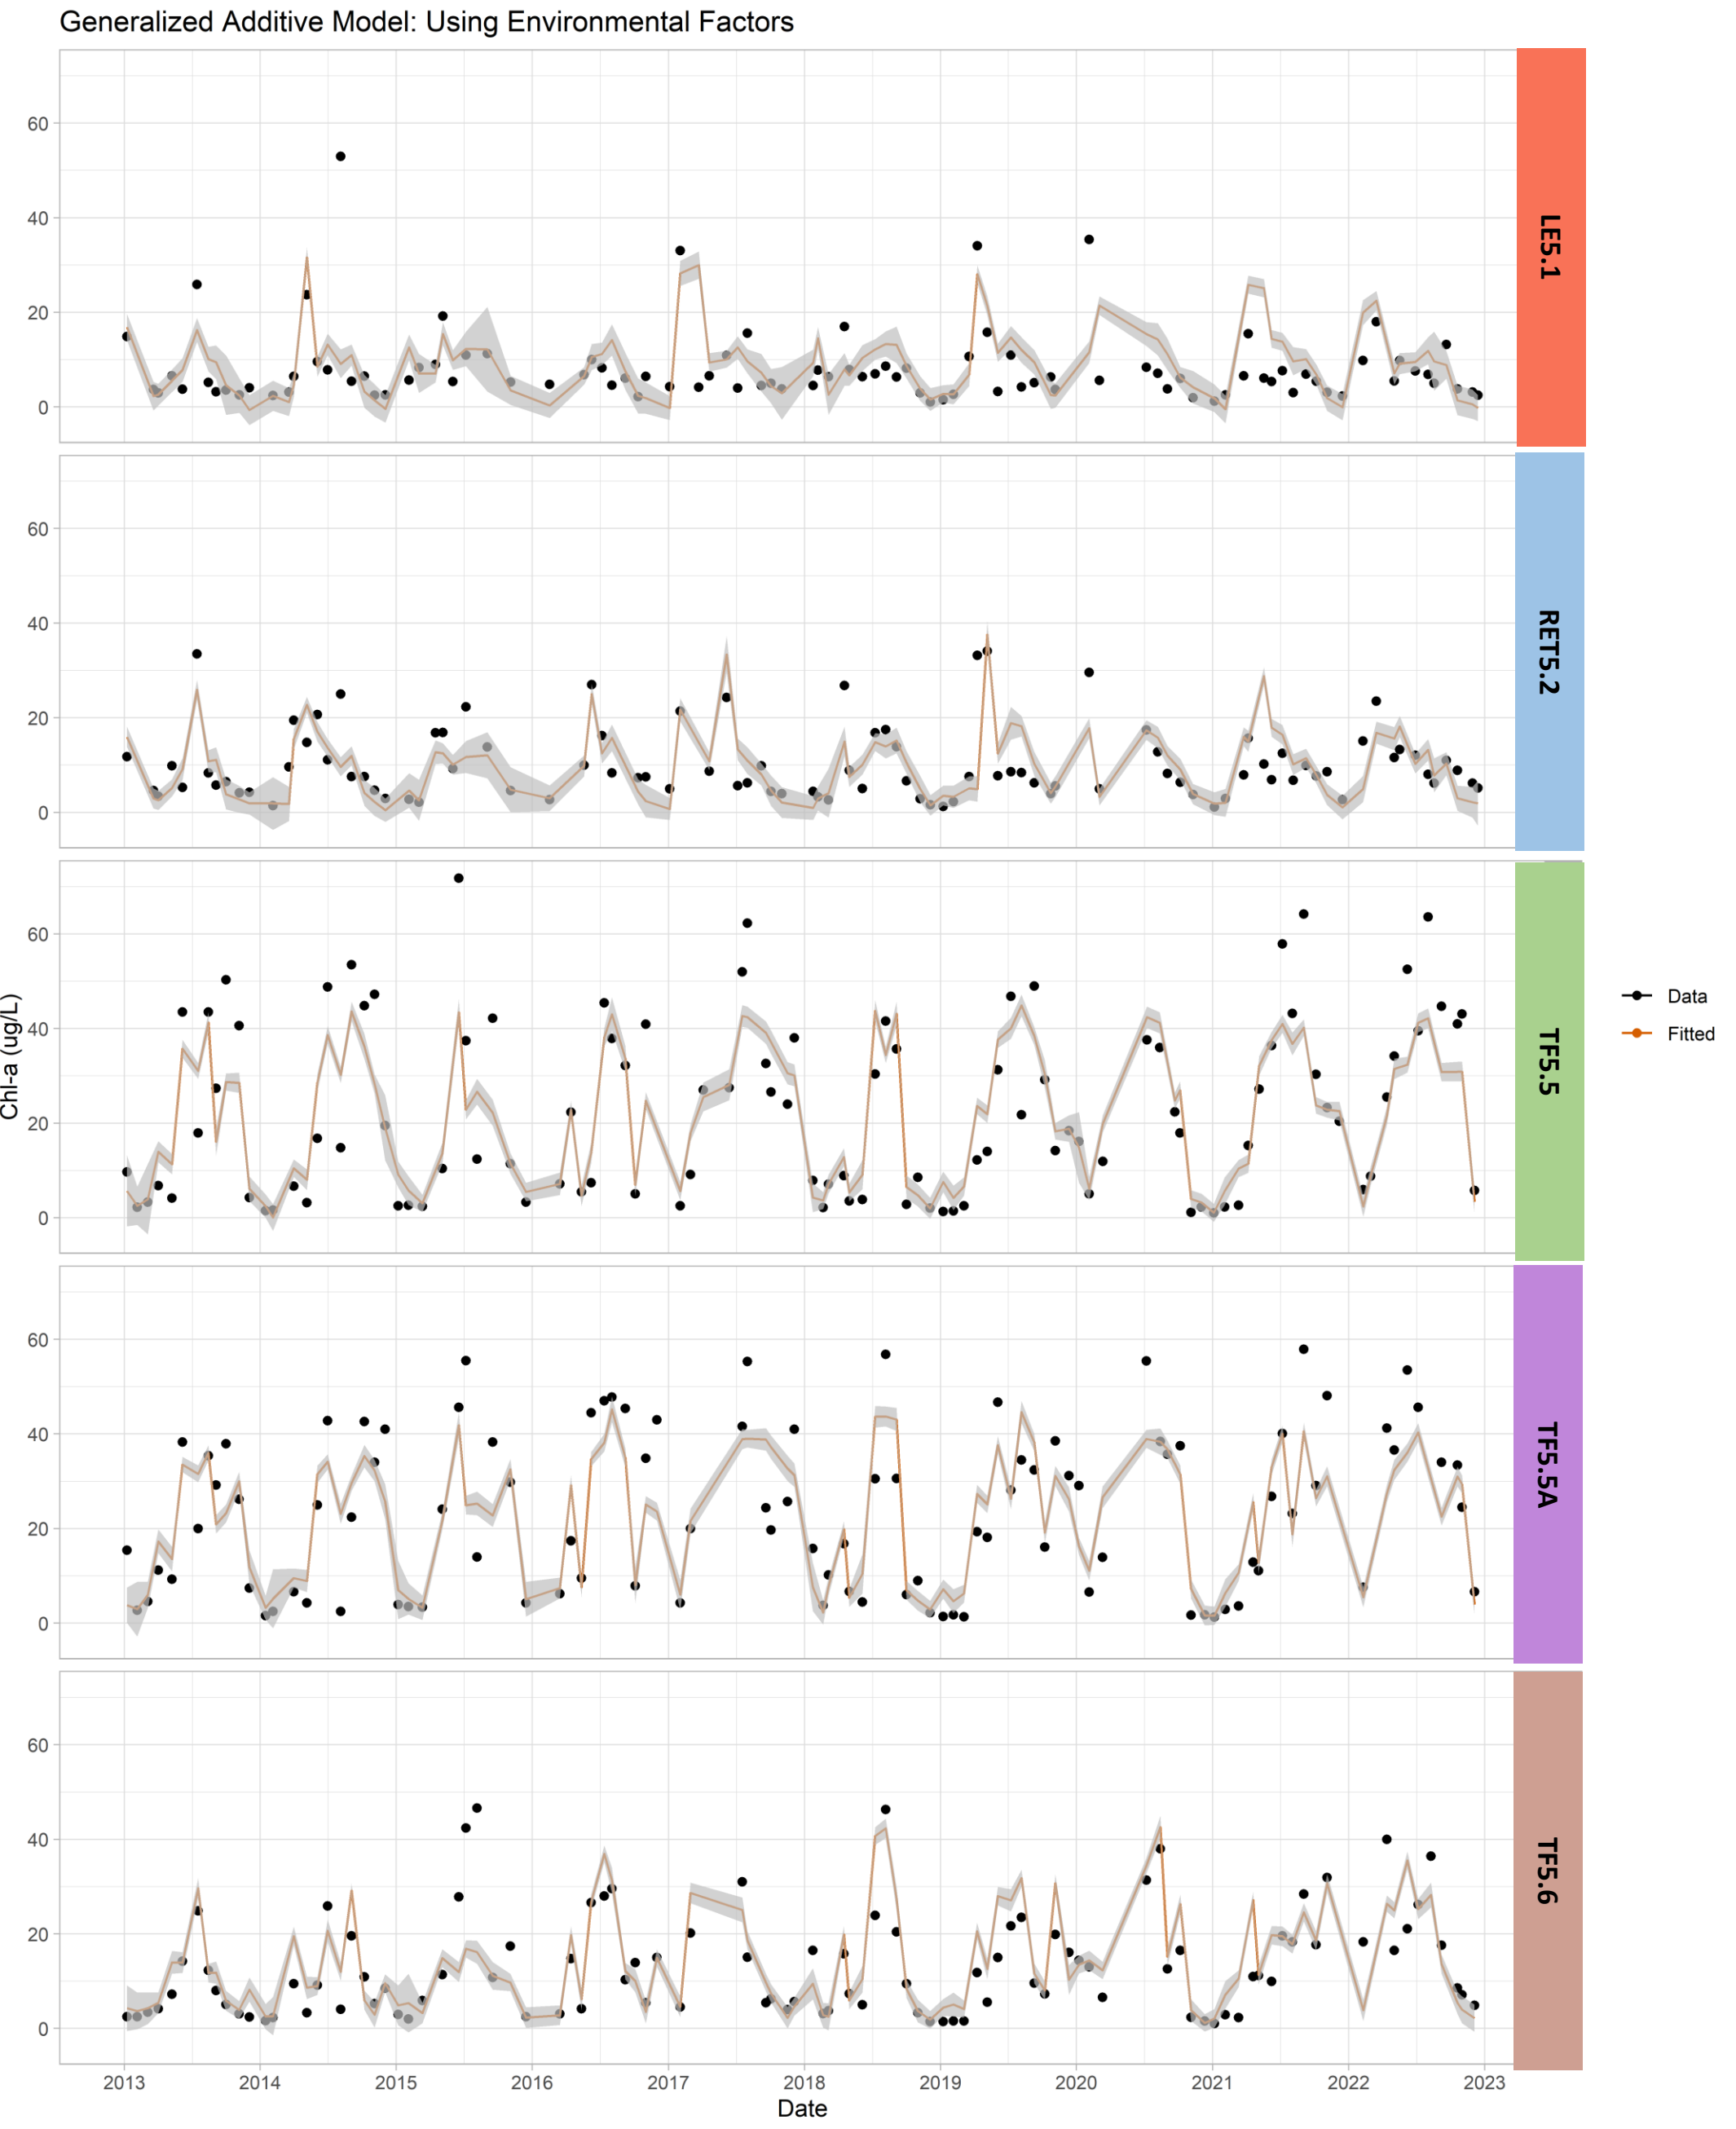 Generalized Additive Model: Using Environmental Factors
60
40
20
0
LE5.1
60
40
20
0
RET5.2
60
40
20
0
TF5.5
60
40
20
0
TF5.5A
60
40
20
0
TF5.6
Chl-a (ug/L)
2013 2014 2015 2016 2017 2018 2019 2020 2021 2022 2023
Date
Data
Fitted